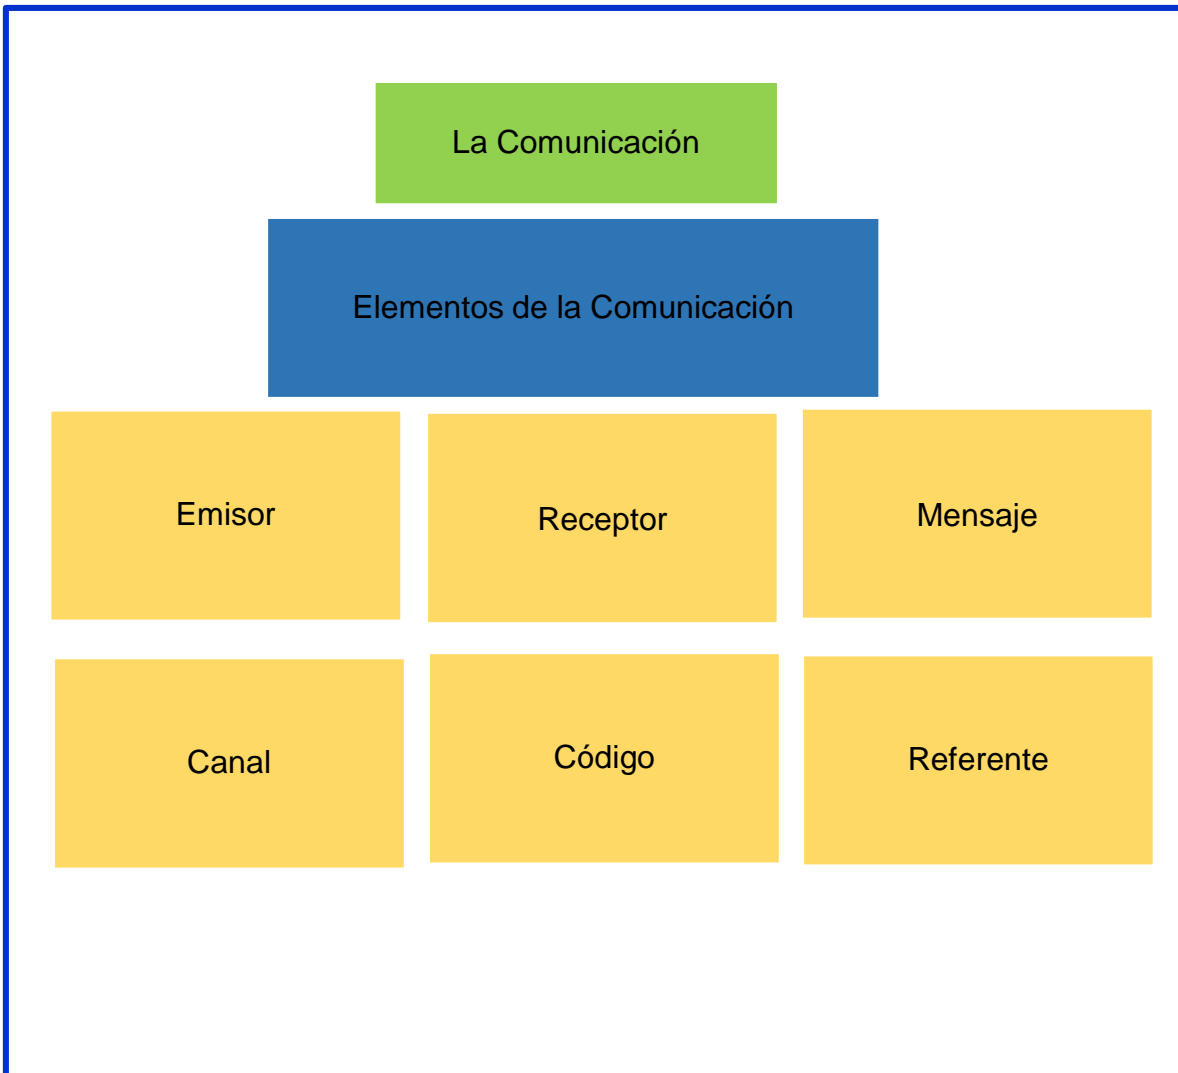 La Comunicación
Elementos de la Comunicación
Emisor
Receptor
Mensaje
Canal
Código
Referente